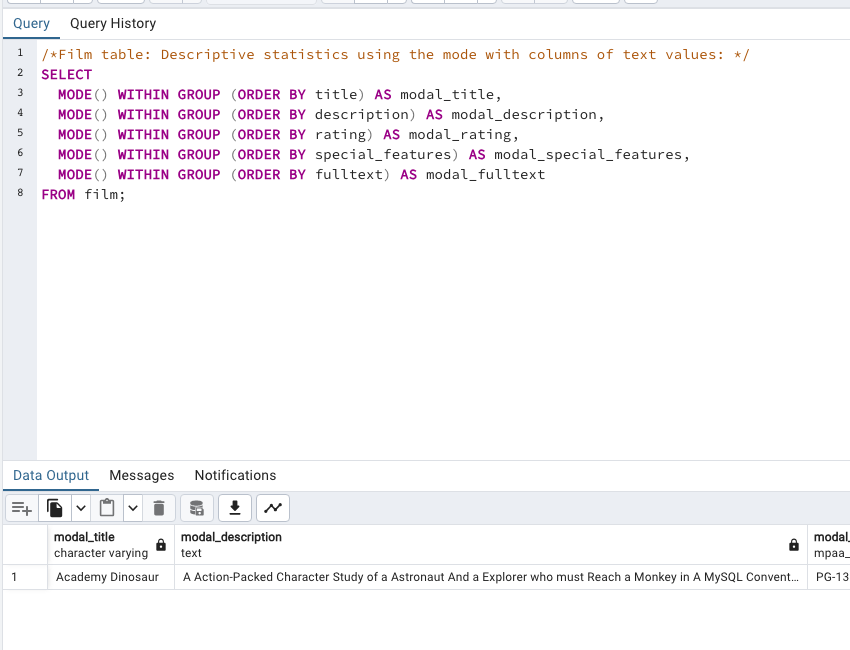 Query Query History
1 /*Film table: Descriptive statistics using the mode with columns of text values: */
2 SELECT
3 MODE() WITHIN GROUP (ORDER BY title) AS modal_title,
4 MODE() WITHIN GROUP (ORDER BY description) AS modal_description,
5 MODE() WITHIN GROUP (ORDER BY rating) AS modal_rating,
6 MODE() WITHIN GROUP (ORDER BY special_features) AS modal_special_features,
7 MODE() WITHIN GROUP (ORDER BY fulltext) AS modal_fulltext
8 FROM film;
Data Output Messages Notifications
modal_title modal_description modal_
character varying text mpaa_
1 Academy Dinosaur A Action-Packed Character Study of a Astronaut And a Explorer who must Reach a Monkey in A MySQL Convent... PG-13